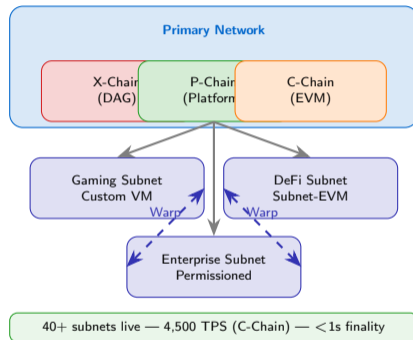 Primary Network
X-Chain
(DAG)
P-Chain
(Platform
C-Chain
(EVM)
Gaming Subnet
Custom VM
DeFi Subnet
Subnet-EVM
Warp
Warp
Enterprise Subnet
Permissioned
40+ subnets live — 4,500 TPS (C-Chain) — <1s finality